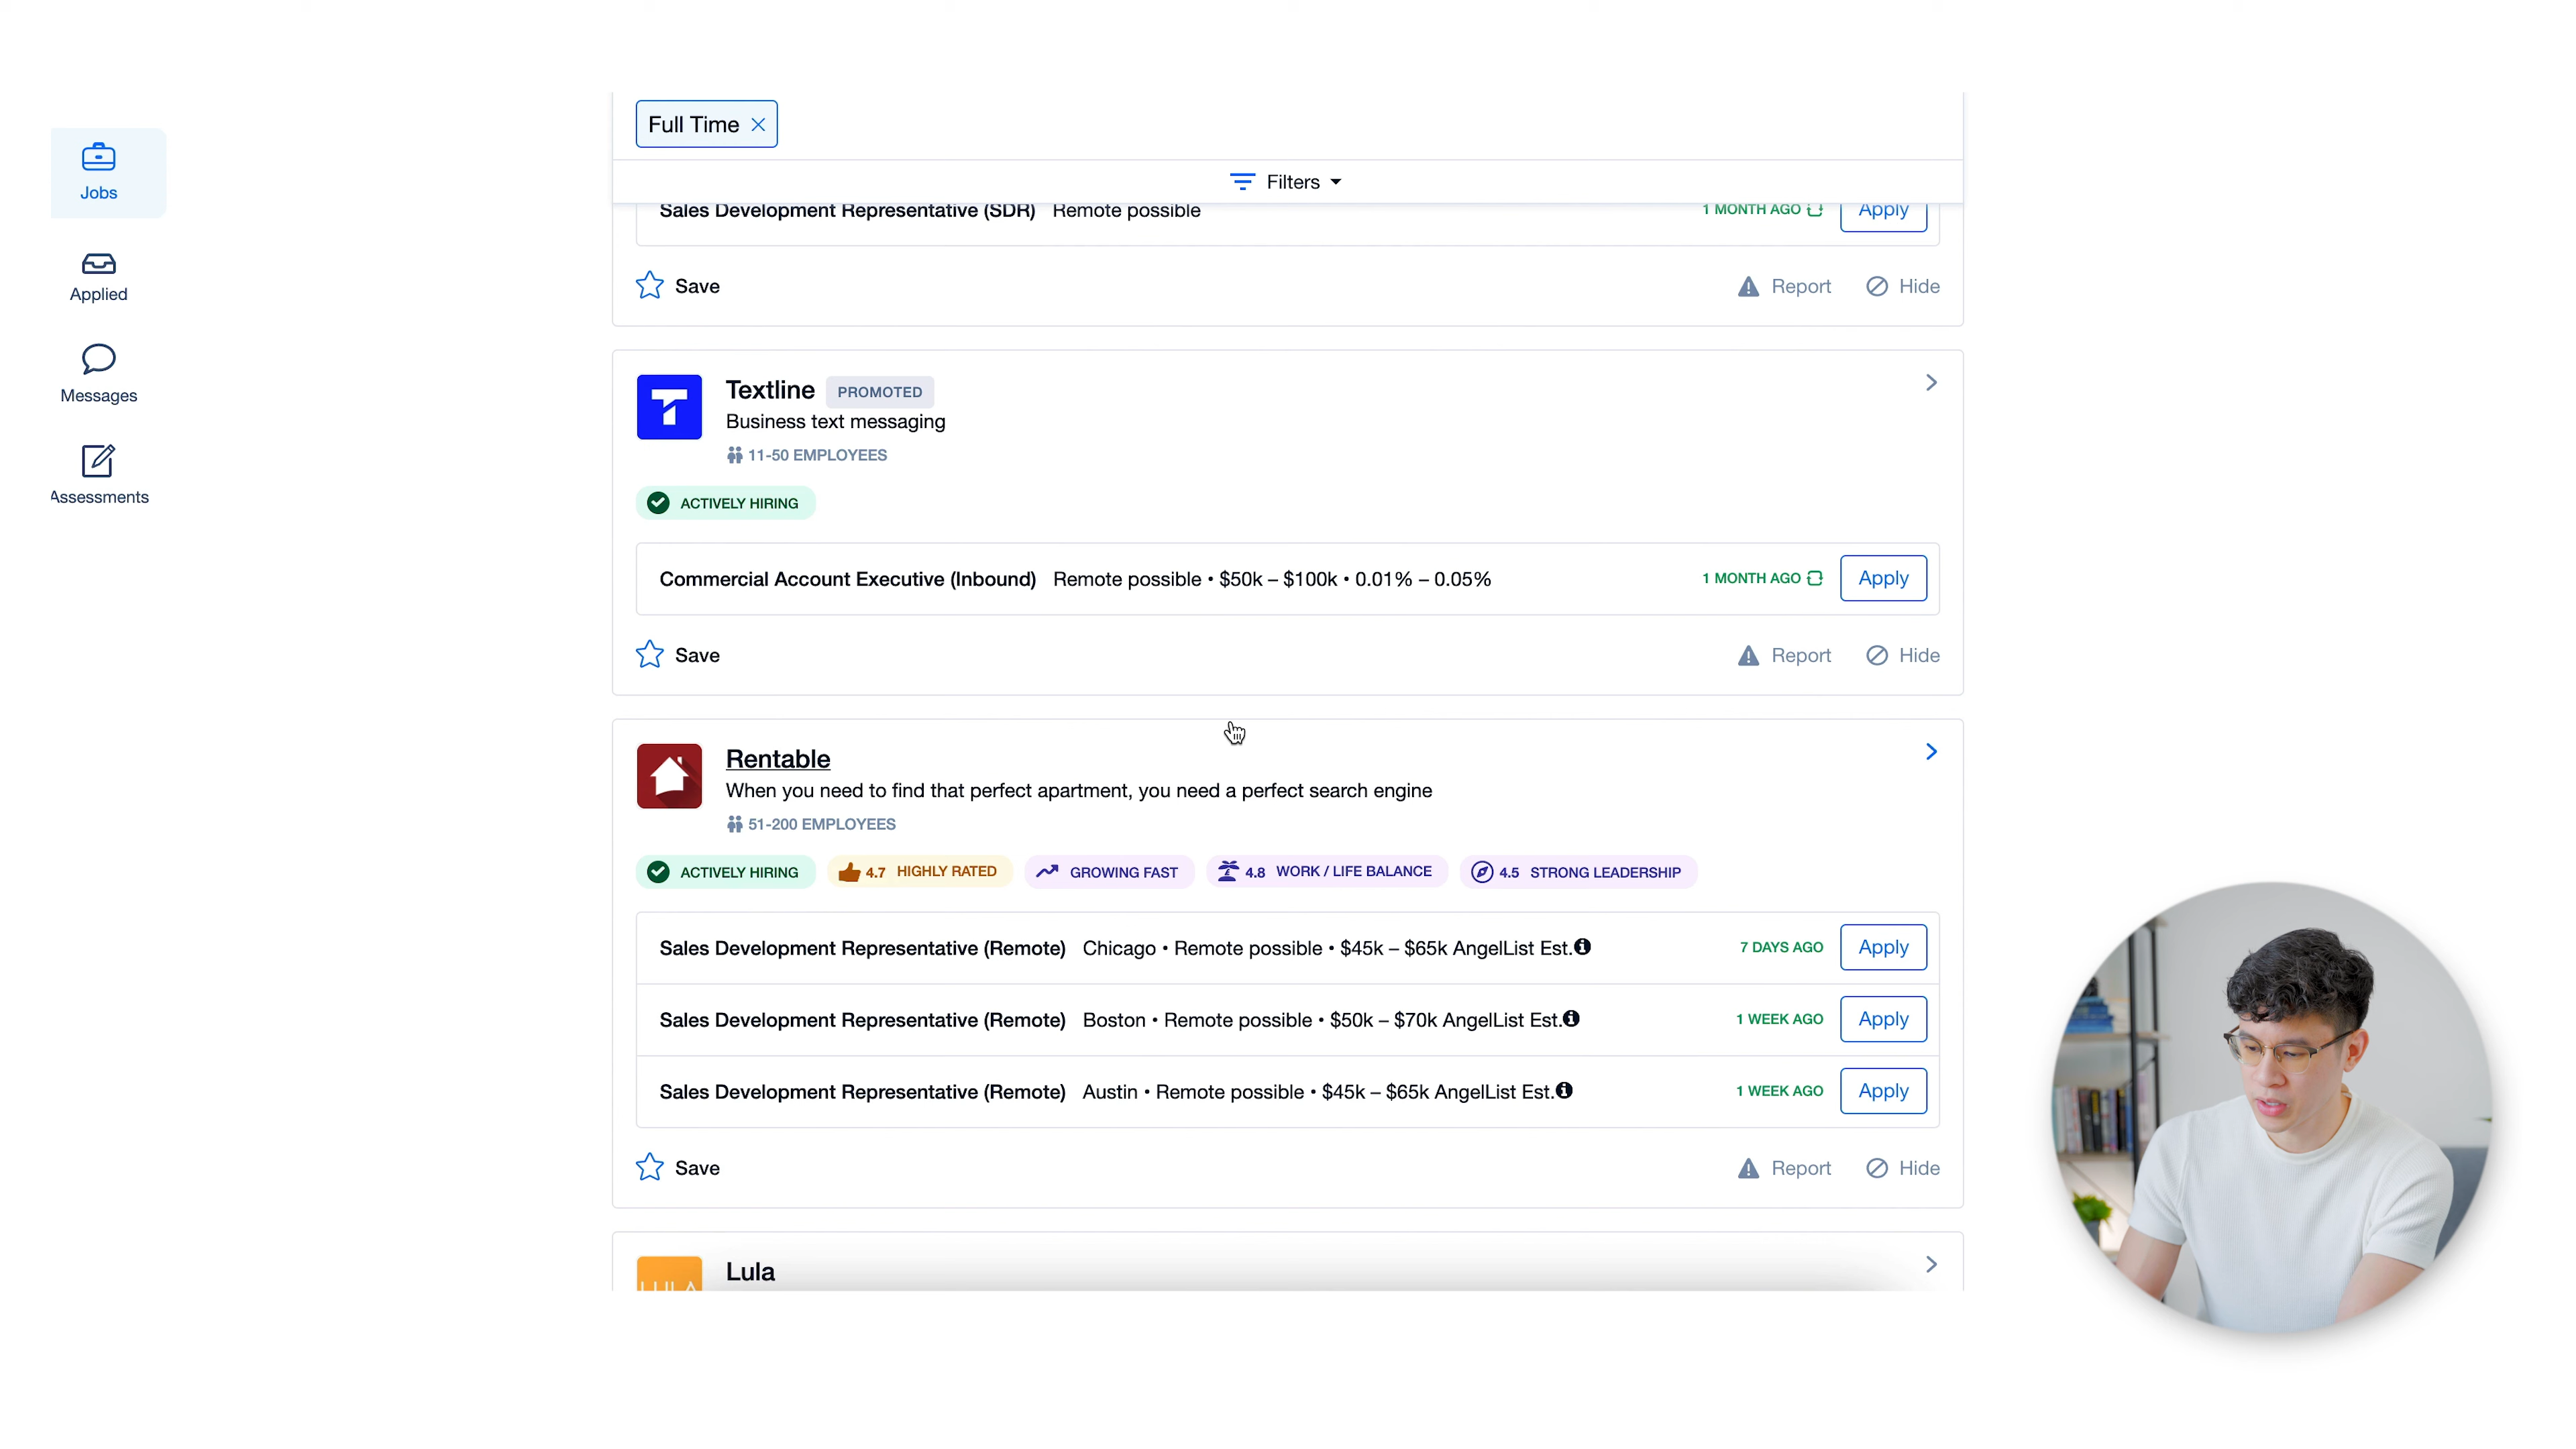 Full Time
Filters
Jobs
Applied
Messages
Assessments
Sales Development Representative (SDR) Remote possible 1 MONTH AGO Apply
Save Report Hide
Textline PROMOTED
Business text messaging
11-50 EMPLOYEES
ACTIVELY HIRING
Commercial Account Executive (Inbound) Remote possible • $50k – $100k • 0.01% – 0.05% 1 MONTH AGO Apply
Save Report Hide
Rentable
When you need to find that perfect apartment, you need a perfect search engine
51-200 EMPLOYEES
ACTIVELY HIRING 4.7 HIGHLY RATED GROWING FAST 4.8 WORK / LIFE BALANCE 4.5 STRONG LEADERSHIP
Sales Development Representative (Remote) Chicago • Remote possible • $45k – $65k AngelList Est. 7 DAYS AGO Apply
Sales Development Representative (Remote) Boston • Remote possible • $50k – $70k AngelList Est. 1 WEEK AGO Apply
Sales Development Representative (Remote) Austin • Remote possible • $45k – $65k AngelList Est. 1 WEEK AGO Apply
Save Report Hide
LULA Lula